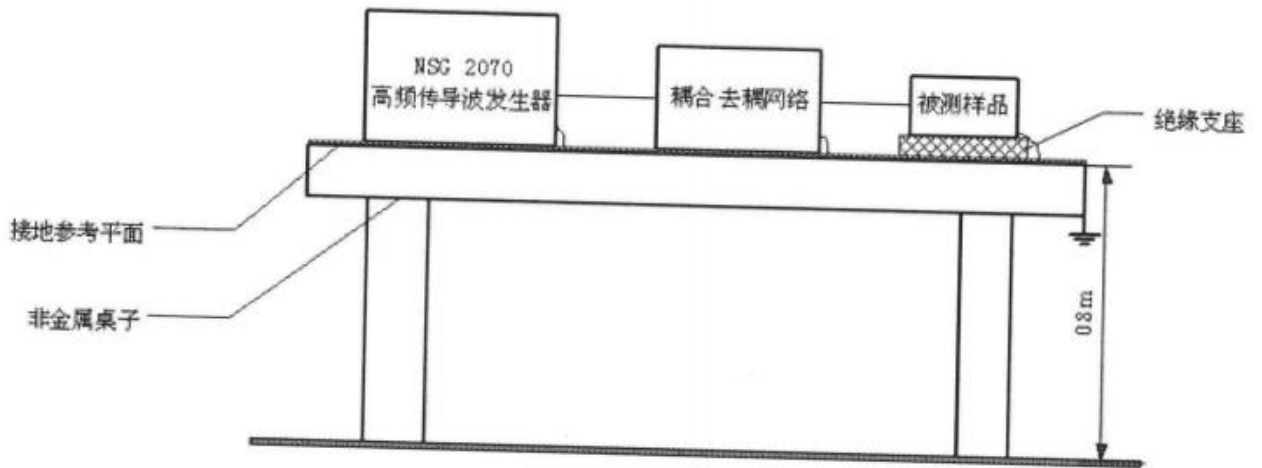 NSG 2070
高频传导波发生器
耦合 去耦网络
被测样品
绝缘支座
接地参考平面
非金属桌子
08m